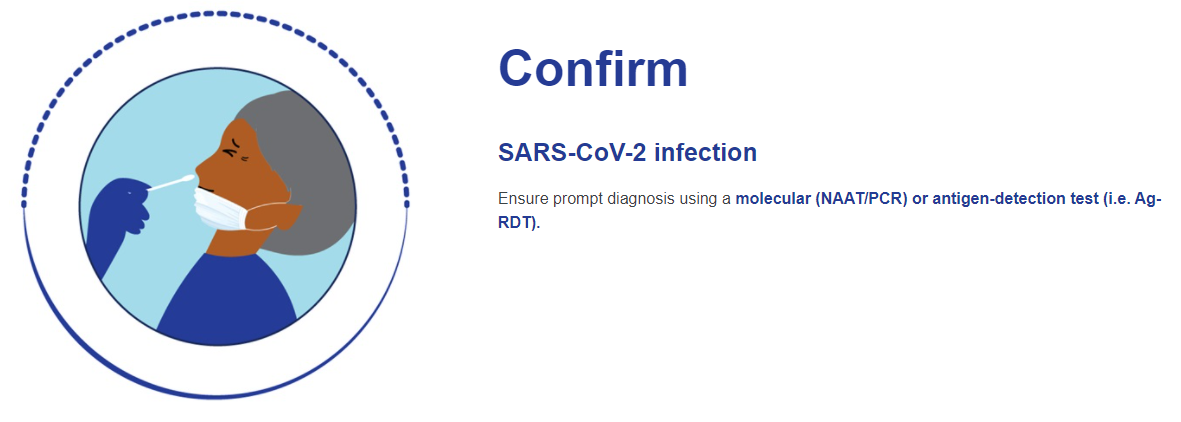 Confirm
SARS-CoV-2 infection
Ensure prompt diagnosis using a molecular (NAAT/PCR) or antigen-detection test (i.e. Ag-
RDT).